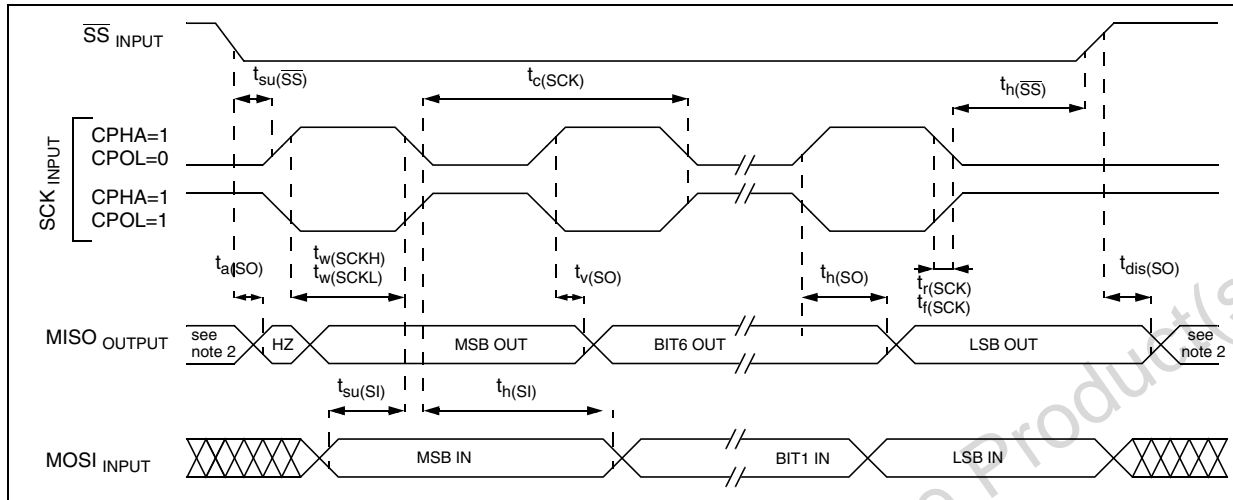 SS INPUT
tsu(SS)
tc(SCK)
th(SS)
SCK INPUT
CPHA=1
CPOL=0
CPHA=1
CPOL=1
ta(SO)
tw(SCKH)
tw(SCKL)
tv(SO)
th(SO)
tr(SCK)
tf(SCK)
tdis(SO)
MISO OUTPUT
see
note 2
HZ
MSB OUT
BIT6 OUT
LSB OUT
see
note 2
tsu(SI)
th(SI)
MOSI INPUT
MSB IN
BIT1 IN
LSB IN
Product(s